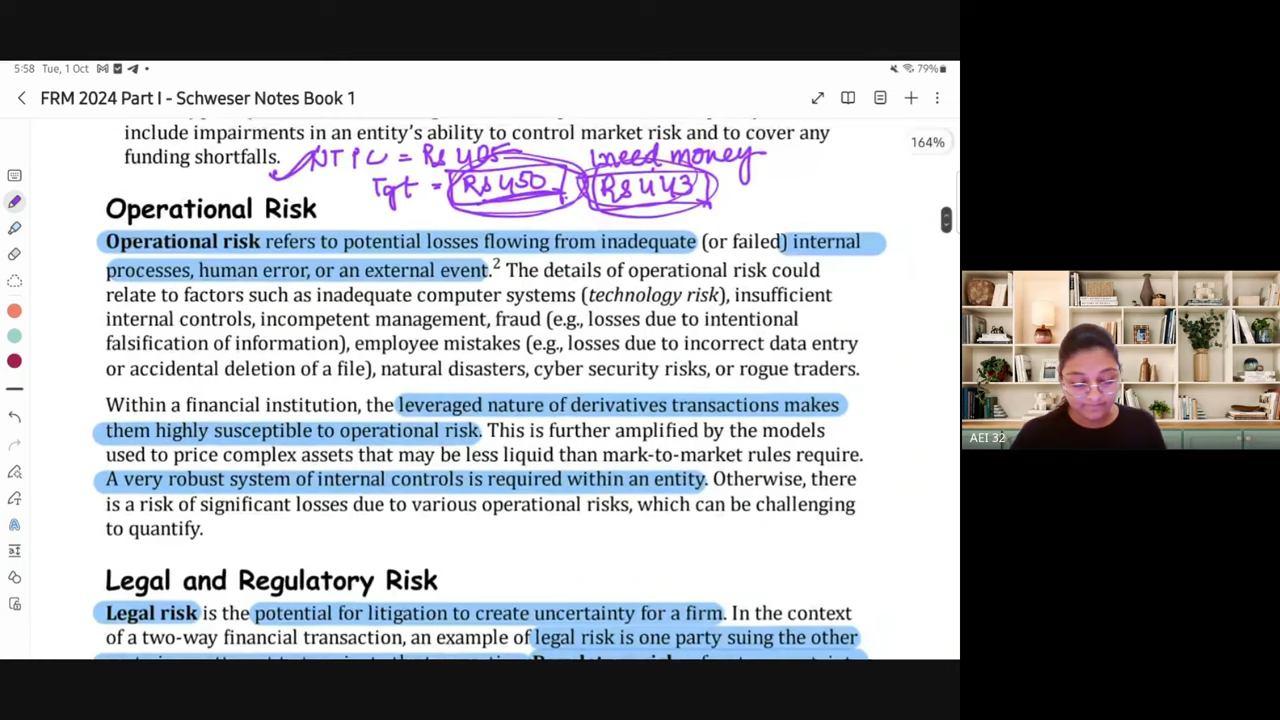 5:58 Tue, 1 Oct
79%
FRM 2024 Part I - Schweser Notes Book 1
include impairments in an entity's ability to control market risk and to cover any
164%
funding shortfalls.
NTPC = Rs 405
I need money
Tgt = Rs 450
Rs 443
Operational Risk
Operational risk refers to potential losses flowing from inadequate (or failed) internal
processes, human error, or an external event.2 The details of operational risk could
relate to factors such as inadequate computer systems (technology risk), insufficient
internal controls, incompetent management, fraud (e.g., losses due to intentional
falsification of information), employee mistakes (e.g., losses due to incorrect data entry
or accidental deletion of a file), natural disasters, cyber security risks, or rogue traders.
Within a financial institution, the leveraged nature of derivatives transactions makes
them highly susceptible to operational risk. This is further amplified by the models
used to price complex assets that may be less liquid than mark-to-market rules require.
A very robust system of internal controls is required within an entity. Otherwise, there
is a risk of significant losses due to various operational risks, which can be challenging
to quantify.
Legal and Regulatory Risk
Legal risk is the potential for litigation to create uncertainty for a firm. In the context
of a two-way financial transaction, an example of legal risk is one party suing the other
AEI 32